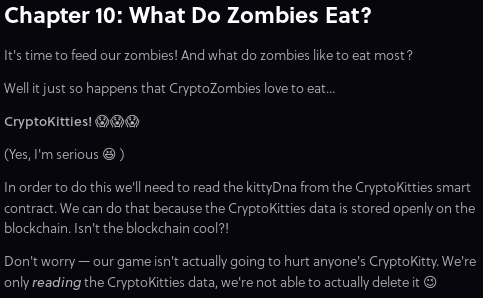 Chapter 10: What Do Zombies Eat?
It's time to feed our zombies! And what do zombies like to eat most?
Well it just so happens that CryptoZombies love to eat...
CryptoKitties! 😱😱😱
(Yes, I'm serious 😆 )
In order to do this we'll need to read the kittyDna from the CryptoKitties smart
contract. We can do that because the CryptoKitties data is stored openly on the
blockchain. Isn't the blockchain cool?!
Don't worry — our game isn't actually going to hurt anyone's CryptoKitty. We're
only reading the CryptoKitties data, we're not able to actually delete it 😉